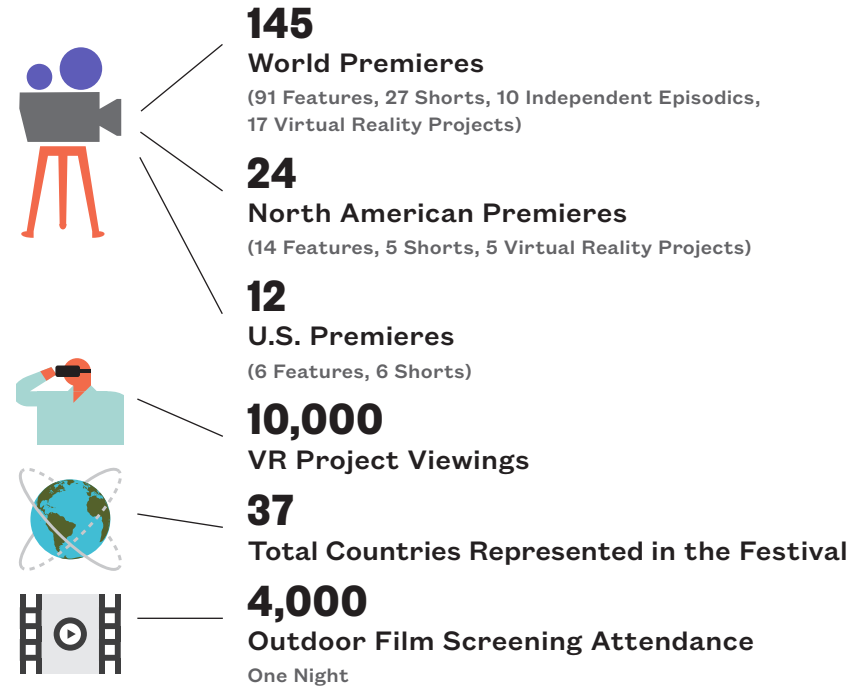 145
World Premieres
(91 Features, 27 Shorts, 10 Independent Episodics,
17 Virtual Reality Projects)
24
North American Premieres
(14 Features, 5 Shorts, 5 Virtual Reality Projects)
12
U.S. Premieres
(6 Features, 6 Shorts)
10,000
VR Project Viewings
37
Total Countries Represented in the Festival
4,000
Outdoor Film Screening Attendance
One Night